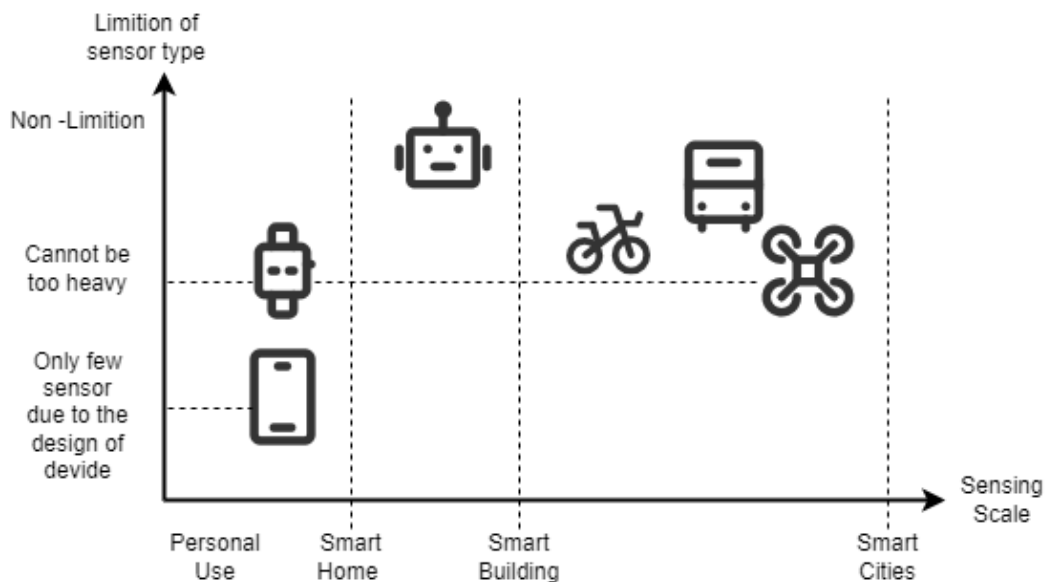 Limition of
sensor type
Non -Limition
Cannot be
too heavy
Only few
sensor
due to the
design of
devide
Sensing
Scale
Personal
Use
Smart
Home
Smart
Building
Smart
Cities